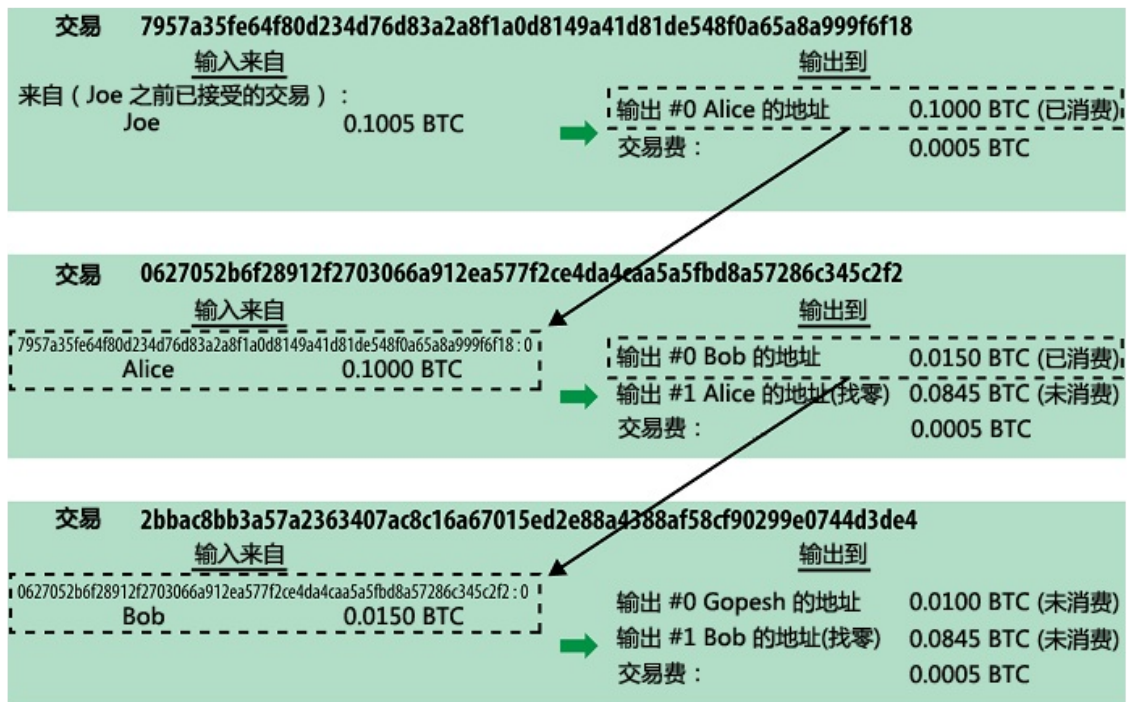 交易 7957a35fe64f80d234d76d83a2a8f1a0d8149a41d81de548f0a65a8a999f6f18
输入来自 输出到
来自（Joe 之前已接受的交易）：
Joe 0.1005 BTC
输出 #0 Alice 的地址 0.1000 BTC (已消费)
交易费： 0.0005 BTC
交易 0627052b6f28912f2703066a912ea577f2ce4da4caa5a5fbd8a57286c345c2f2
输入来自 输出到
7957a35fe64f80d234d76d83a2a8f1a0d8149a41d81de548f0a65a8a999f6f18 : 0
Alice 0.1000 BTC
输出 #0 Bob 的地址 0.0150 BTC (已消费)
输出 #1 Alice 的地址(找零) 0.0845 BTC (未消费)
交易费： 0.0005 BTC
交易 2bbac8bb3a57a2363407ac8c16a67015ed2e88a4388af58cf90299e0744d3de4
输入来自 输出到
0627052b6f28912f2703066a912ea577f2ce4da4caa5a5fbd8a57286c345c2f2 : 0
Bob 0.0150 BTC
输出 #0 Gopesh 的地址 0.0100 BTC (未消费)
输出 #1 Bob 的地址(找零) 0.0845 BTC (未消费)
交易费： 0.0005 BTC